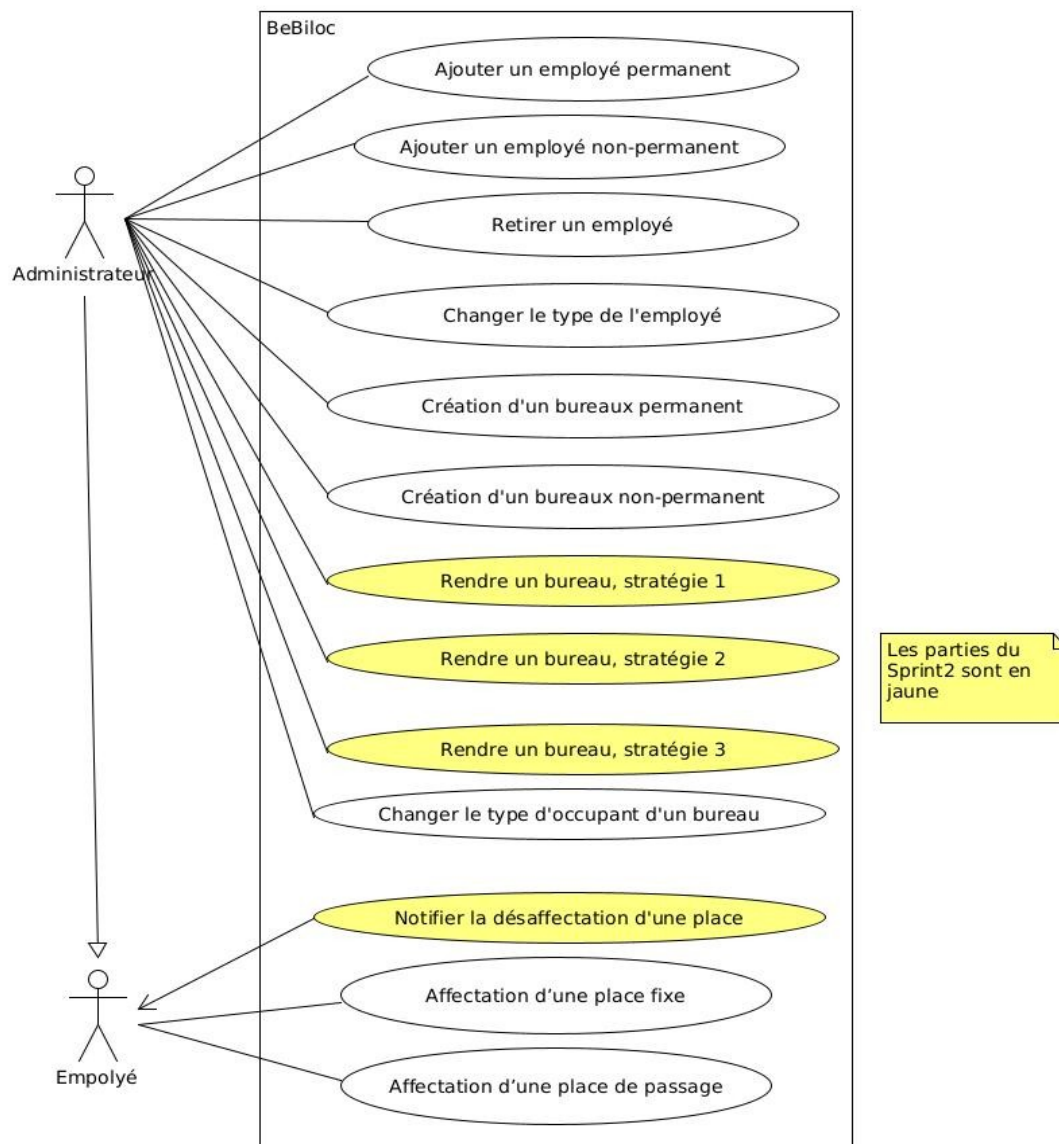 BeBiloc
Ajouter un employé permanent
Ajouter un employé non-permanent
Retirer un employé
Administrateur
Changer le type de l'employé
Création d'un bureaux permanent
Création d'un bureaux non-permanent
Rendre un bureau, stratégie 1
Rendre un bureau, stratégie 2
Les parties du
Sprint2 sont en
jaune
Rendre un bureau, stratégie 3
Changer le type d'occupant d'un bureau
Notifier la désaffectation d'une place
Affectation d’une place fixe
Empolyé
Affectation d’une place de passage